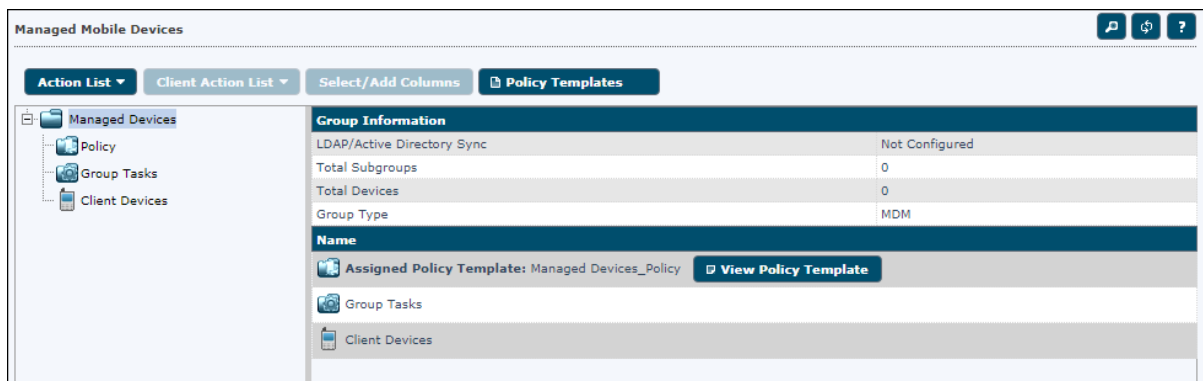 Managed Mobile Devices
?
Action List Client Action List Select/Add Columns Policy Templates
Managed Devices
Policy
Group Tasks
Client Devices
Group Information
LDAP/Active Directory Sync Not Configured
Total Subgroups 0
Total Devices 0
Group Type MDM
Name
Assigned Policy Template: Managed Devices_Policy View Policy Template
Group Tasks
Client Devices